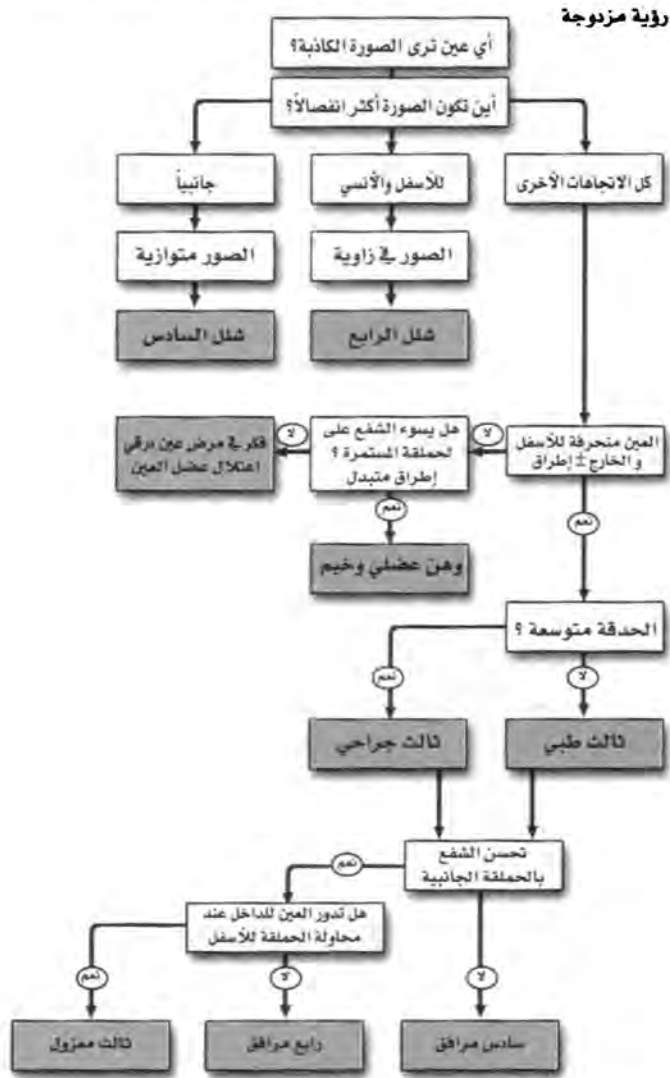 رؤية مزدوجة
أي عين ترى الصورة الكاذبة؟
أين تكون الصورة أكثر انفصالاً؟
كل الاتجاهات الأخرى
للأسفل والأنسي
جانبياً
الصور في زاوية
الصور متوازية
شلل الرابع
شلل السادس
العين منحرفة للأسفل
والخارج ± إطراق
لا
هل يسوء الشفع على
لحملقة المستمرة ؟
إطراق متبدل
لا
فكر في مرض عين درقي
اعتلال عضل العين
نعم
نعم
وهن عضلي وخيم
الحدقة متوسعة ؟
نعم
لا
ثالث طبي
ثالث جراحي
تحسن الشفع
بالحملقة الجانبية
نعم
هل تدور العين للداخل عند
محاولة الحملقة للأسفل
لا
لا
نعم
سادس مرافق
رابع مرافق
ثالث معزول